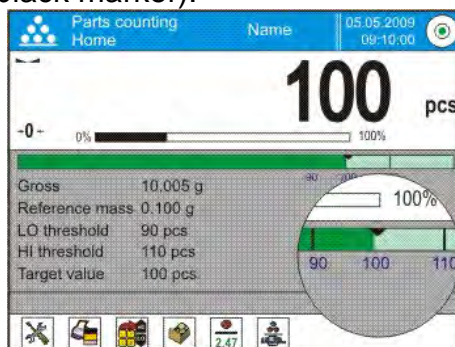 black marker).
Parts counting Name 05.05.2009
Home 09:10:00
100 pcs
-0- 0% 100%
90
Gross 10.005 g
Reference mass 0.100 g
LO threshold 90 pcs
HI threshold 110 pcs
Target value 100 pcs
100%
90 100 110
2.47